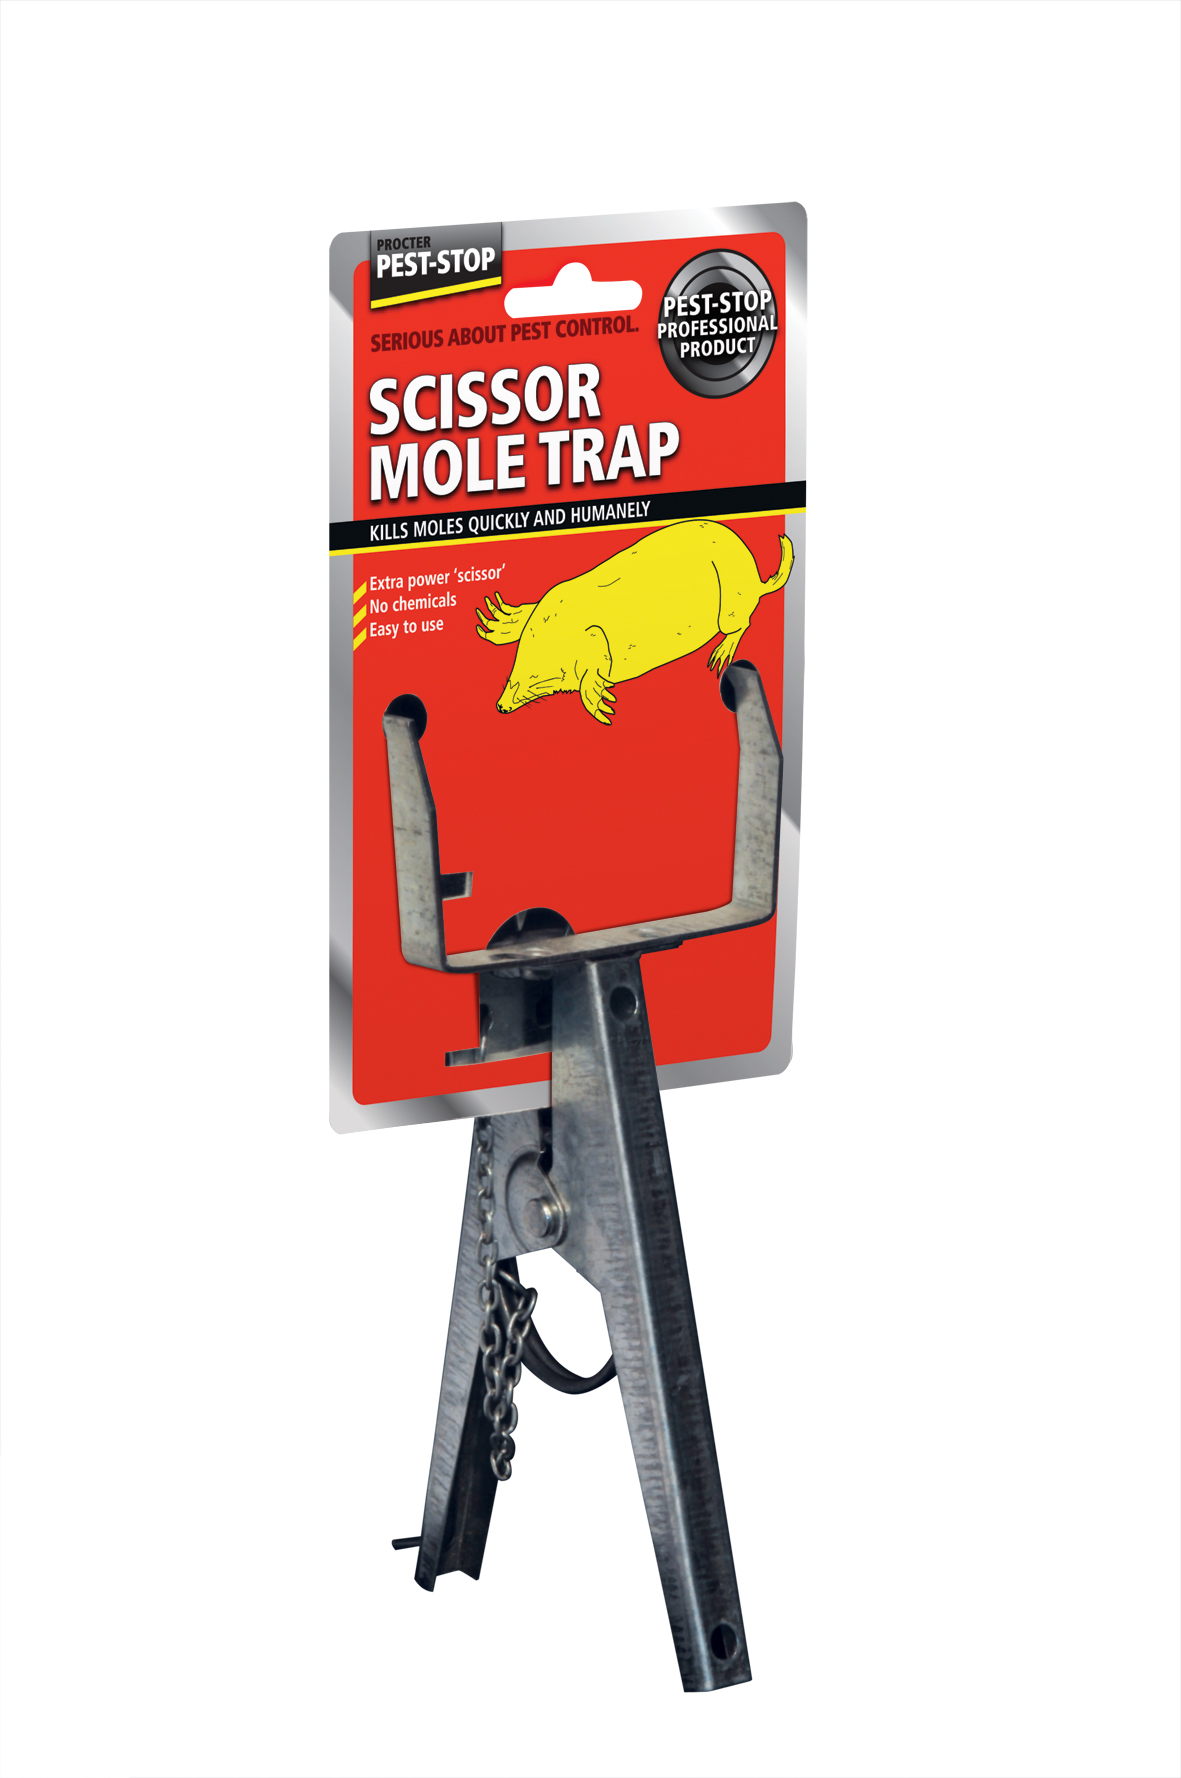 PROCTER
PEST-STOP
SERIOUS ABOUT PEST CONTROL.
PEST-STOP
PROFESSIONAL
PRODUCT
SCISSOR
MOLE TRAP
KILLS MOLES QUICKLY AND HUMANELY
Extra power ‘scissor’
No chemicals
Easy to use